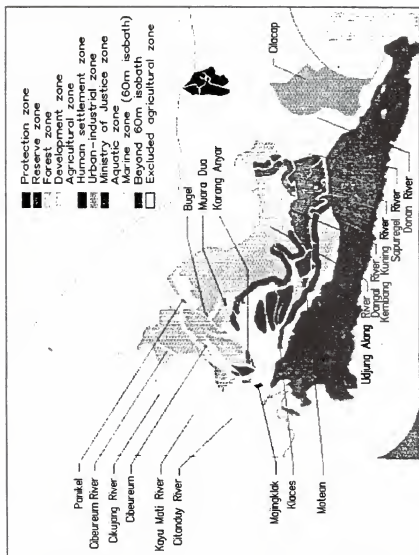 Protection zone
Reserve zone
Forest zone
Development zone
Agricultural zone
Human settlement zone
Urban-industrial zone
Ministry of Justice zone
Aquatic zone
Marine zone (60m isobath)
Beyond 60m isobath
Excluded agricultural zone
Cilacap
Bugel
Muara Dua
Karang Anyar
Panikel
Cibeureum River
Cikujang River
Cibeureum
Kayu Mati River
Citanduy River
Majingklak
Klaces
Motean
Udjung Alang River
Dangal River
Kembang Kuning River
Sapuregel River
Donan River